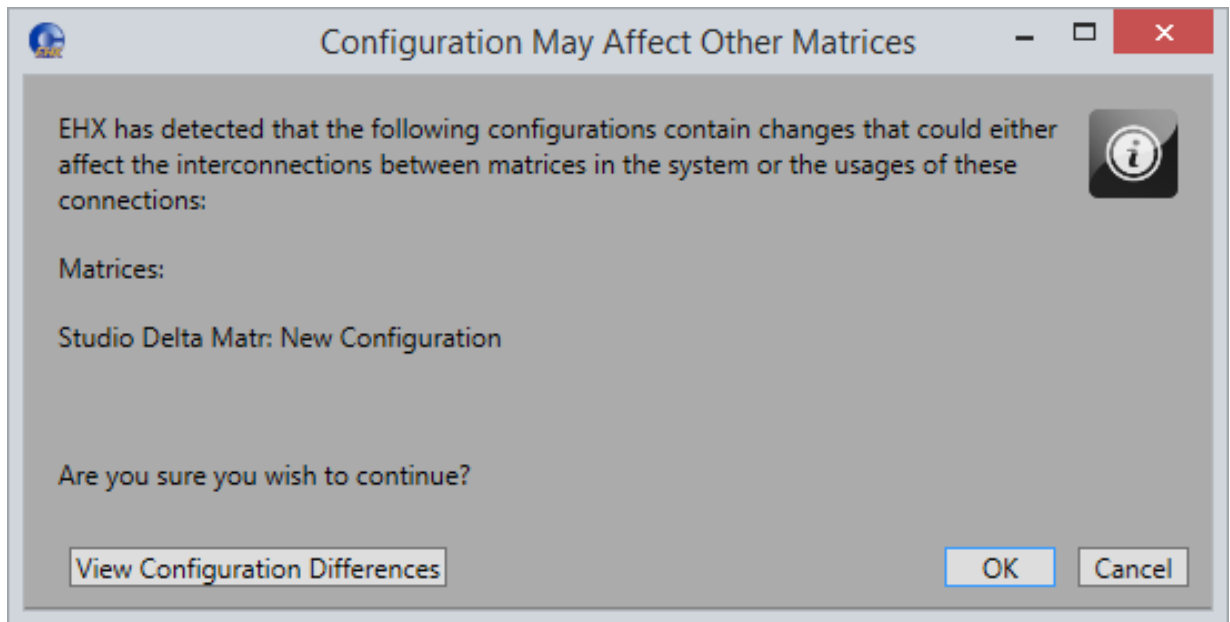 Configuration May Affect Other Matrices
EHX has detected that the following configurations contain changes that could either
affect the interconnections between matrices in the system or the usages of these
connections:
Matrices:
Studio Delta Matr: New Configuration
Are you sure you wish to continue?
View Configuration Differences
OK
Cancel